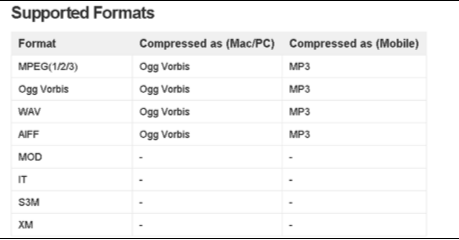 Supported Formats
Format Compressed as (Mac/PC) Compressed as (Mobile)
MPEG(1/2/3) Ogg Vorbis MP3
Ogg Vorbis Ogg Vorbis MP3
WAV Ogg Vorbis MP3
AIFF Ogg Vorbis MP3
MOD - -
IT - -
S3M - -
XM - -